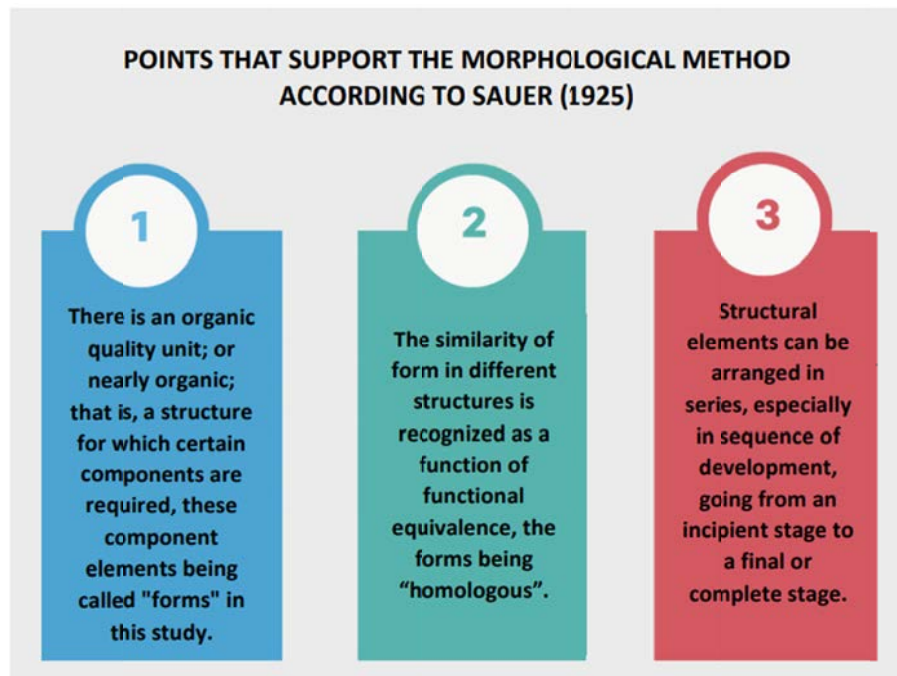 POINTS THAT SUPPORT THE MORPHOLOGICAL METHOD
ACCORDING TO SAUER (1925)
1
There is an organic
quality unit; or
nearly organic;
that is, a structure
for which certain
components are
required, these
component
elements being
called "forms" in
this study.
2
The similarity of
form in different
structures is
recognized as a
function of
functional
equivalence, the
forms being
“homologous”.
3
Structural
elements can be
arranged in
series, especially
in sequence of
development,
going from an
incipient stage to
a final or
complete stage.